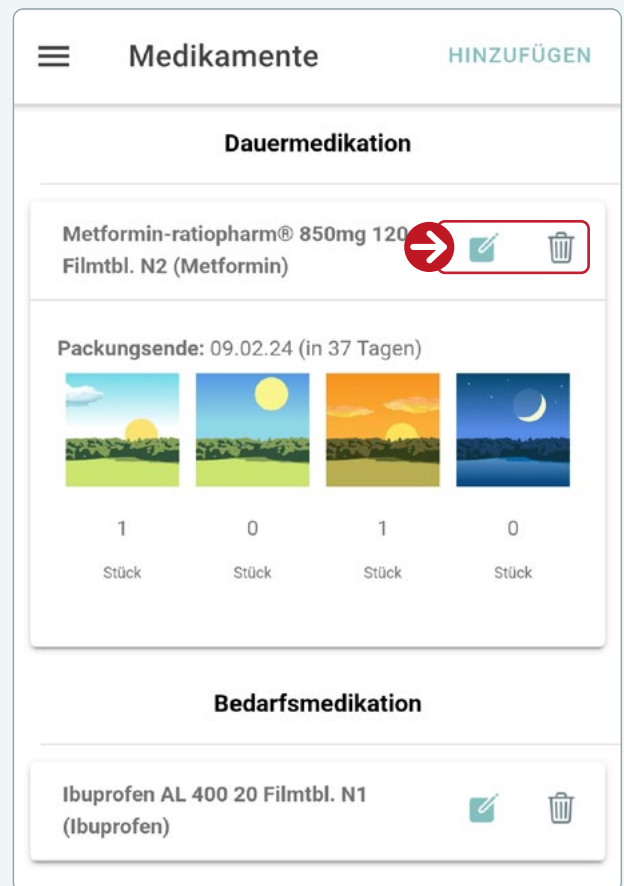 Medikamente
HINZUFÜGEN
Dauermedikation
Metformin-ratiopharm® 850mg 120
Filmtbl. N2 (Metformin)
Packungsende: 09.02.24 (in 37 Tagen)
1 0 1 0
Stück Stück Stück Stück
Bedarfsmedikation
Ibuprofen AL 400 20 Filmtbl. N1
(Ibuprofen)